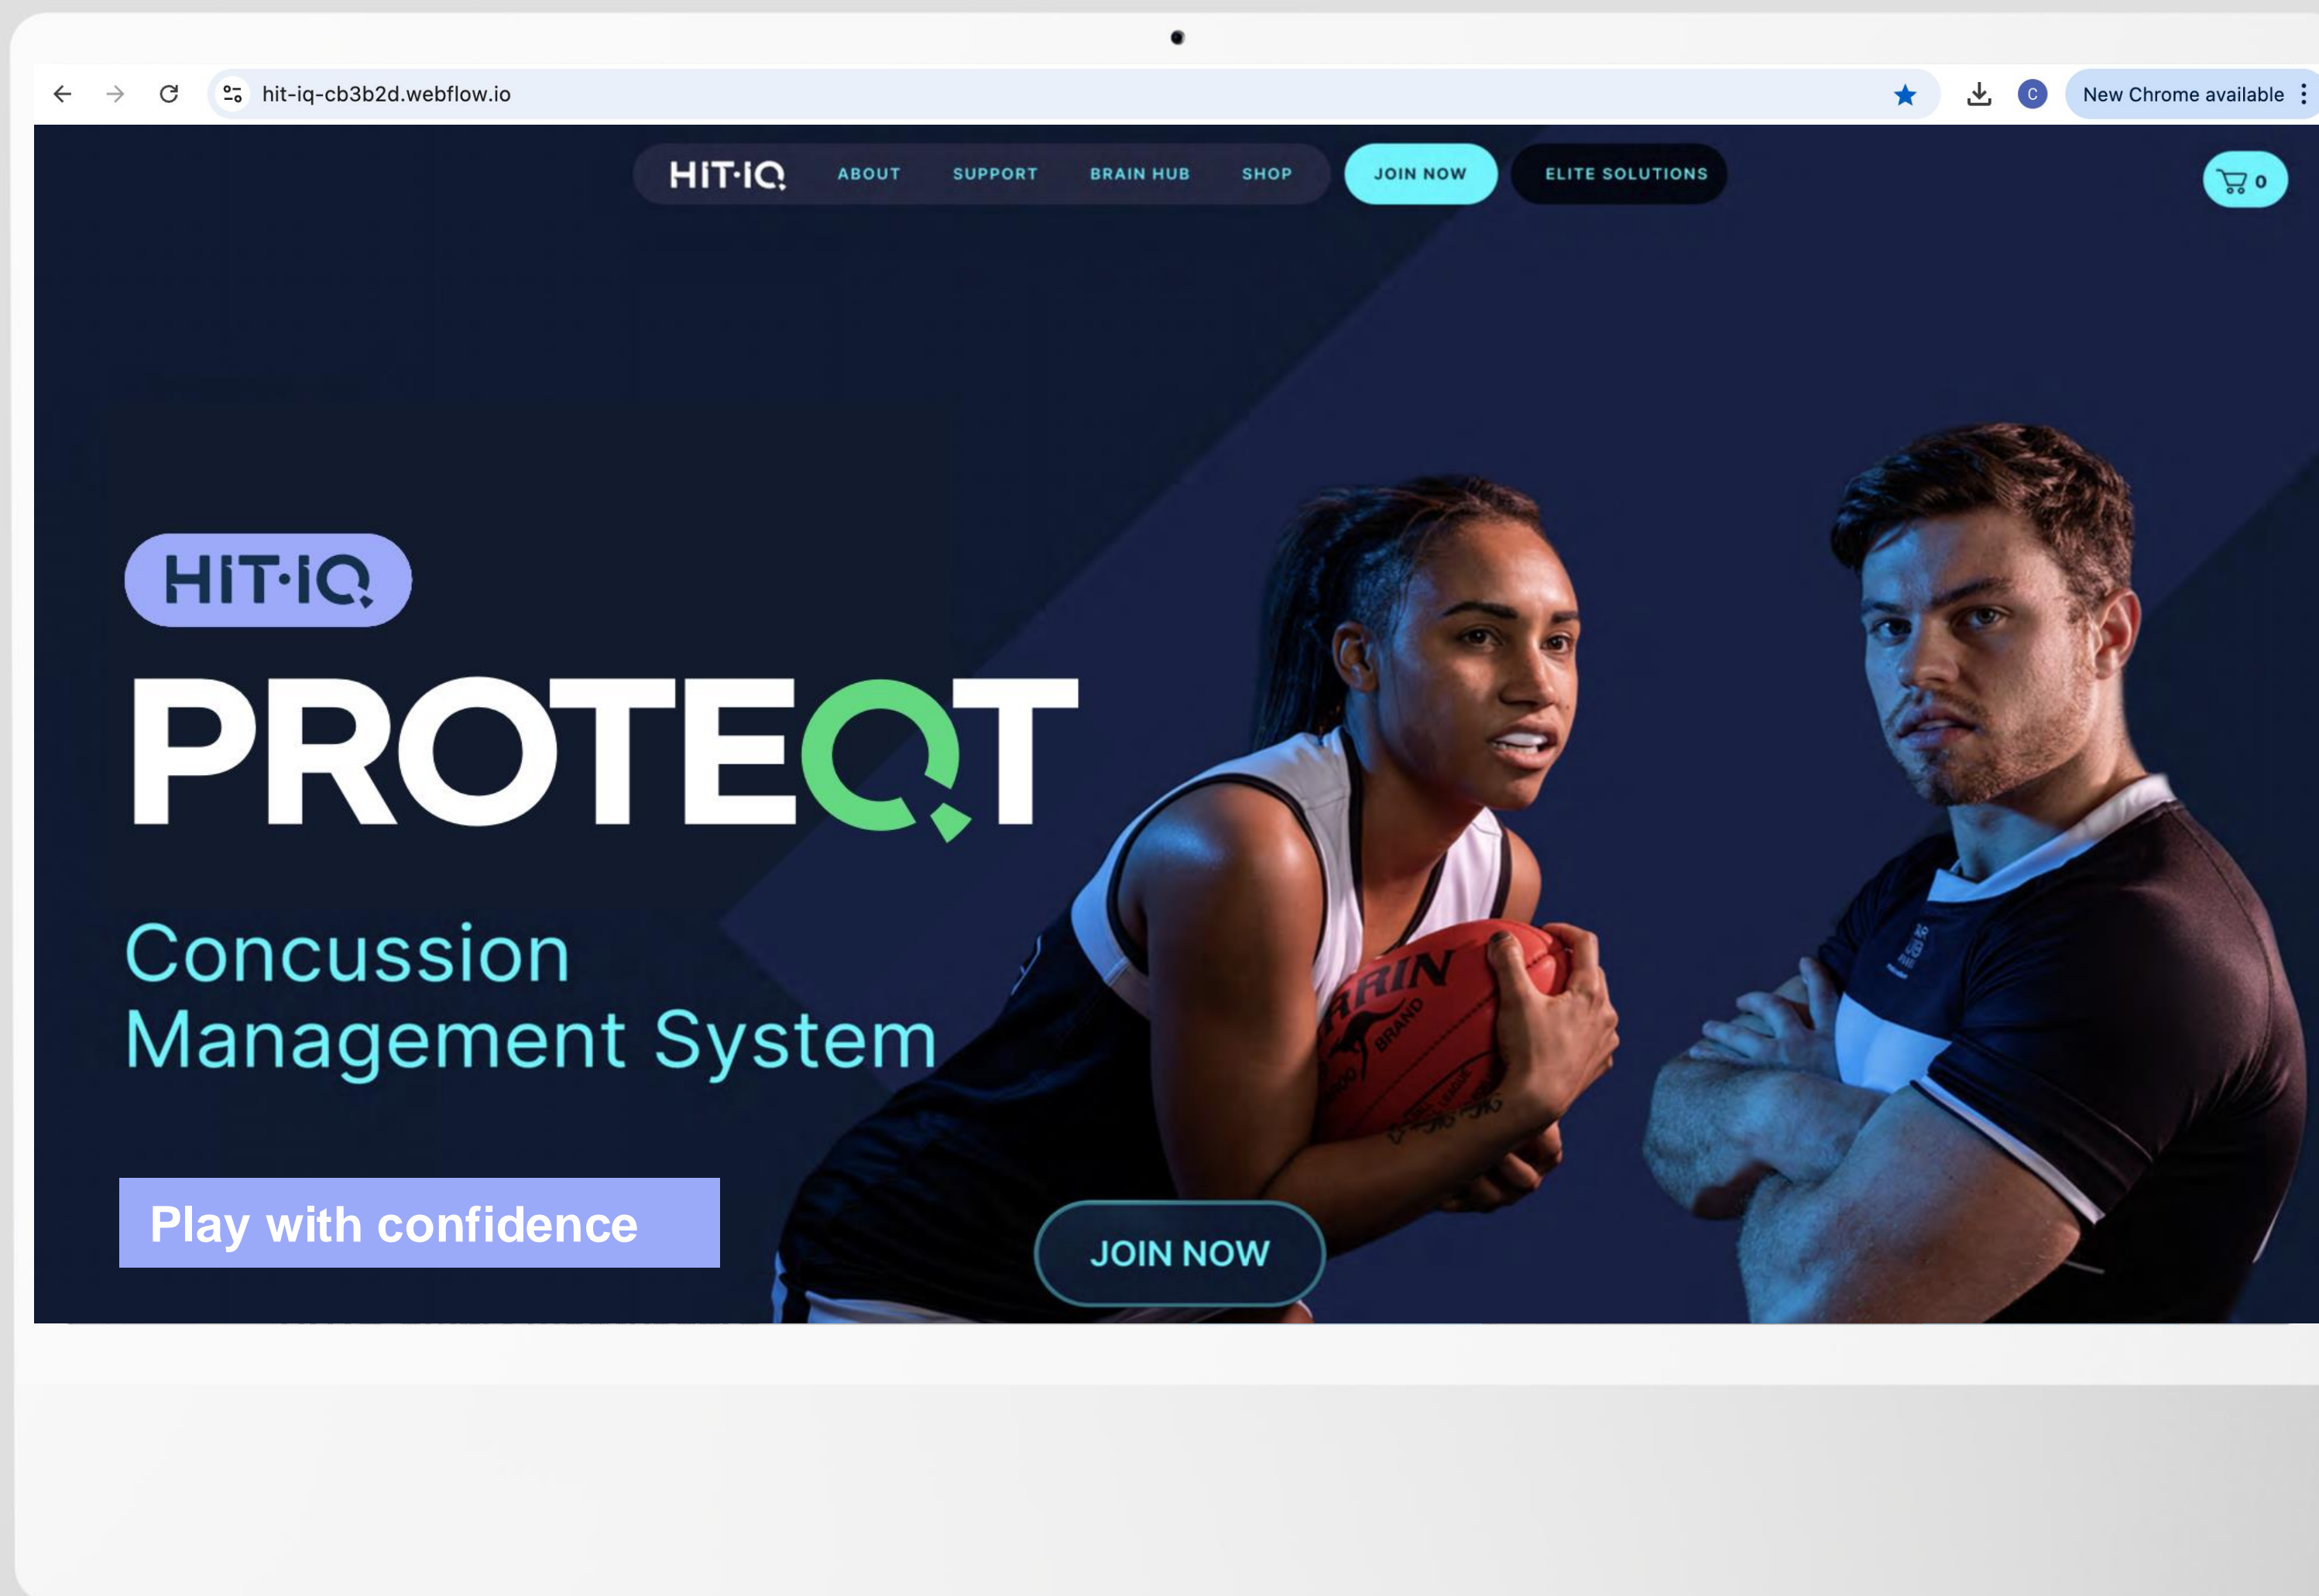 hit-iq-cb3b2d.webflow.io
C
New Chrome available
HIT·IQ
ABOUT
SUPPORT
BRAIN HUB
SHOP
JOIN NOW
ELITE SOLUTIONS
0
HIT·IQ
PROTEQT
Concussion
Management System
BRAND
Play with confidence
JOIN NOW